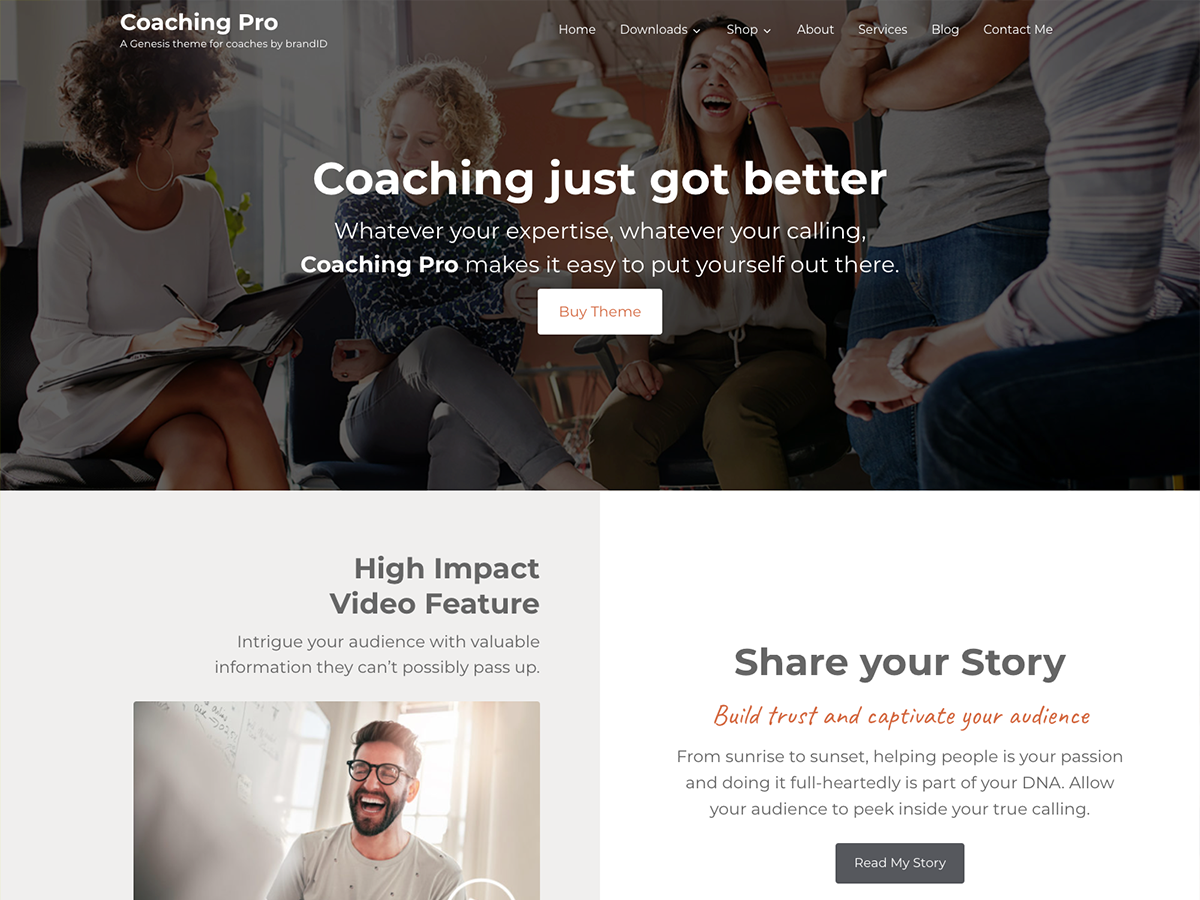 Coaching Pro
A Genesis theme for coaches by brandID
Home Downloads Shop About Services Blog Contact Me
Coaching just got better
Whatever your expertise, whatever your calling,
Coaching Pro makes it easy to put yourself out there.
Buy Theme
High Impact
Video Feature
Intrigue your audience with valuable
information they can’t possibly pass up.
Share your Story
Build trust and captivate your audience
From sunrise to sunset, helping people is your passion
and doing it full-heartedly is part of your DNA. Allow
your audience to peek inside your true calling.
Read My Story